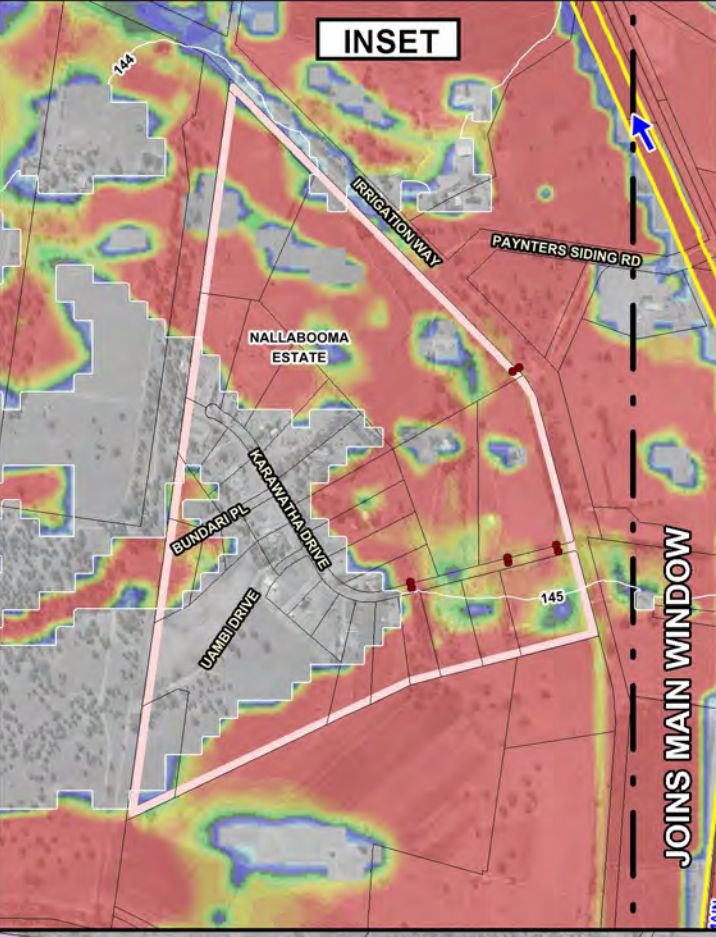 INSET
144
IRRIGATION WAY
PAYNTERS SIDING RD
NALLABOOMA
ESTATE
KARAWATHA DRIVE
BUNDARI PL
UAMBI DRIVE
145
JOINS MAIN WINDOW